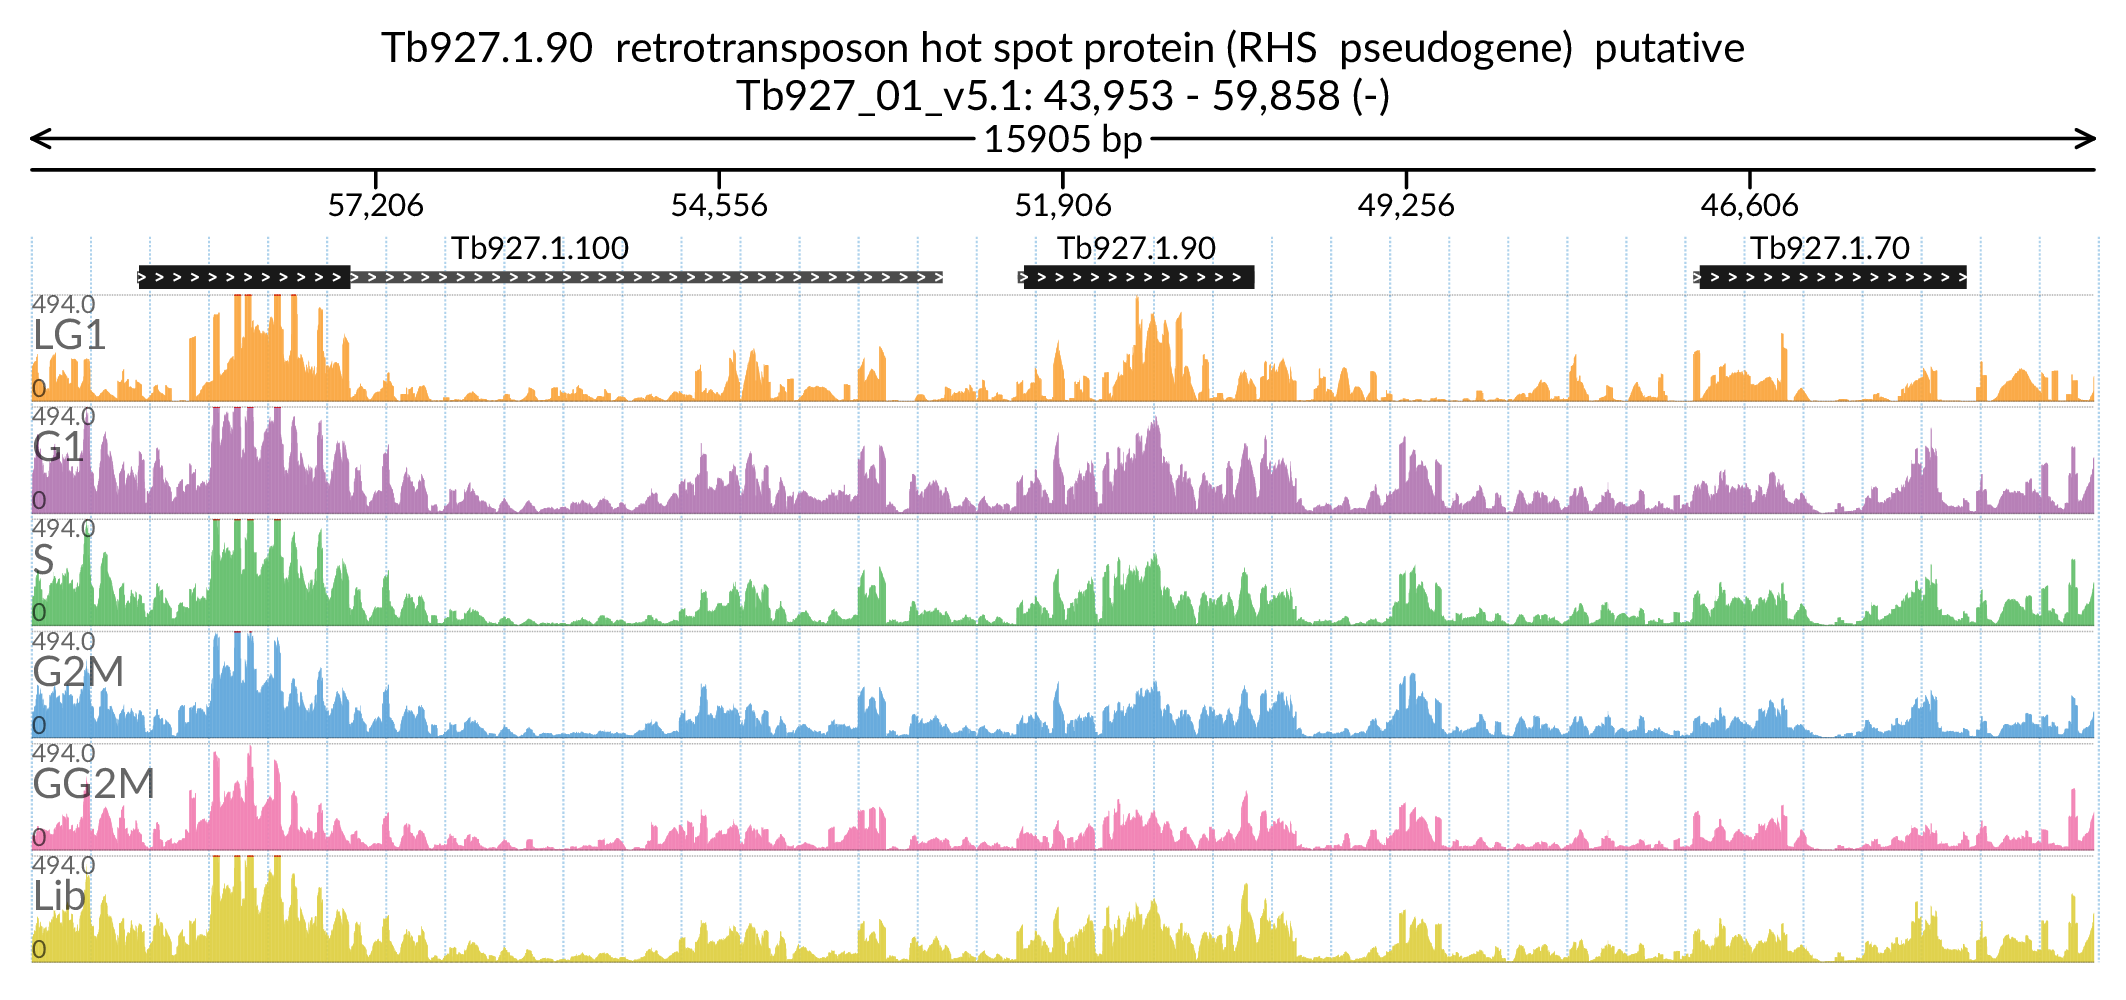 Tb927.1.90  retrotransposon hot spot protein (RHS  pseudogene)  putative
Tb927_01_v5.1: 43,953 - 59,858 (-)
15905 bp
57,206 54,556 51,906 49,256 46,606
Tb927.1.100 Tb927.1.90 Tb927.1.70
494.0
LG1
0
494.0
G1
0
494.0
S
0
494.0
G2M
0
494.0
GG2M
0
494.0
Lib
0